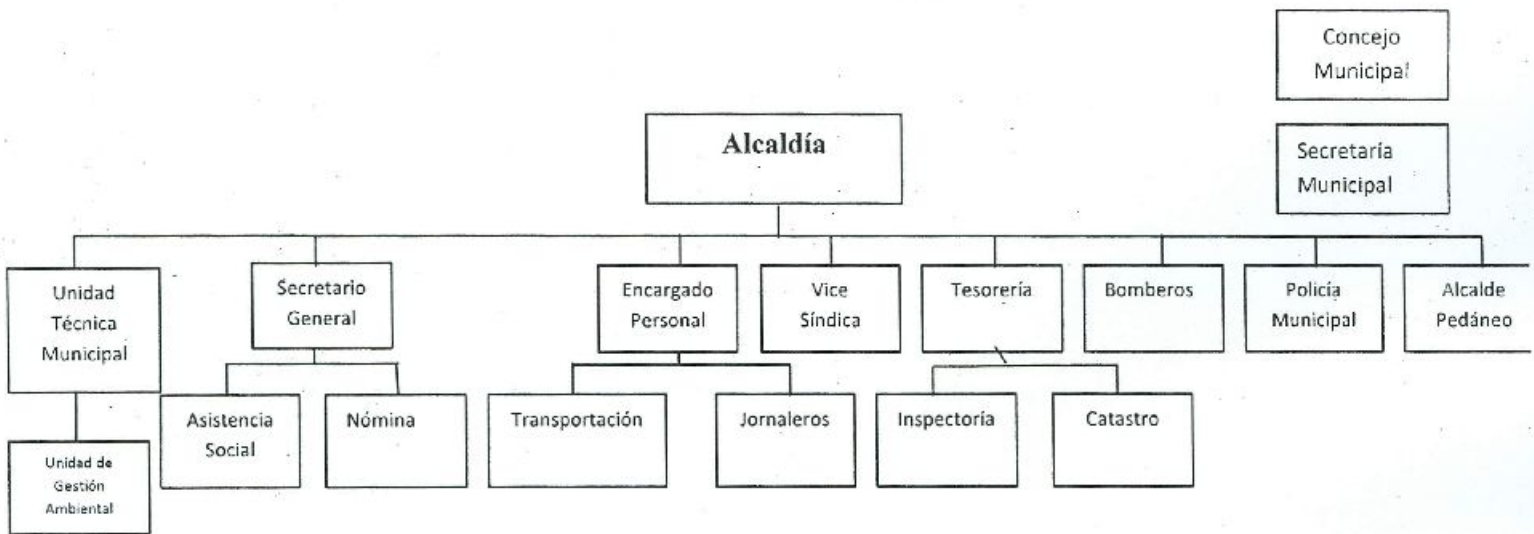 Concejo
Municipal
Alcaldía
Secretaría
Municipal
Unidad
Técnica
Municipal
Secretario
General
Encargado
Personal
Vice
Síndica
Tesorería
Bomberos
Policía
Municipal
Alcalde
Pedáneo
Asistencia
Social
Nómina
Transportación
Jornaleros
Inspectoría
Catastro
Unidad de
Gestión
Ambiental